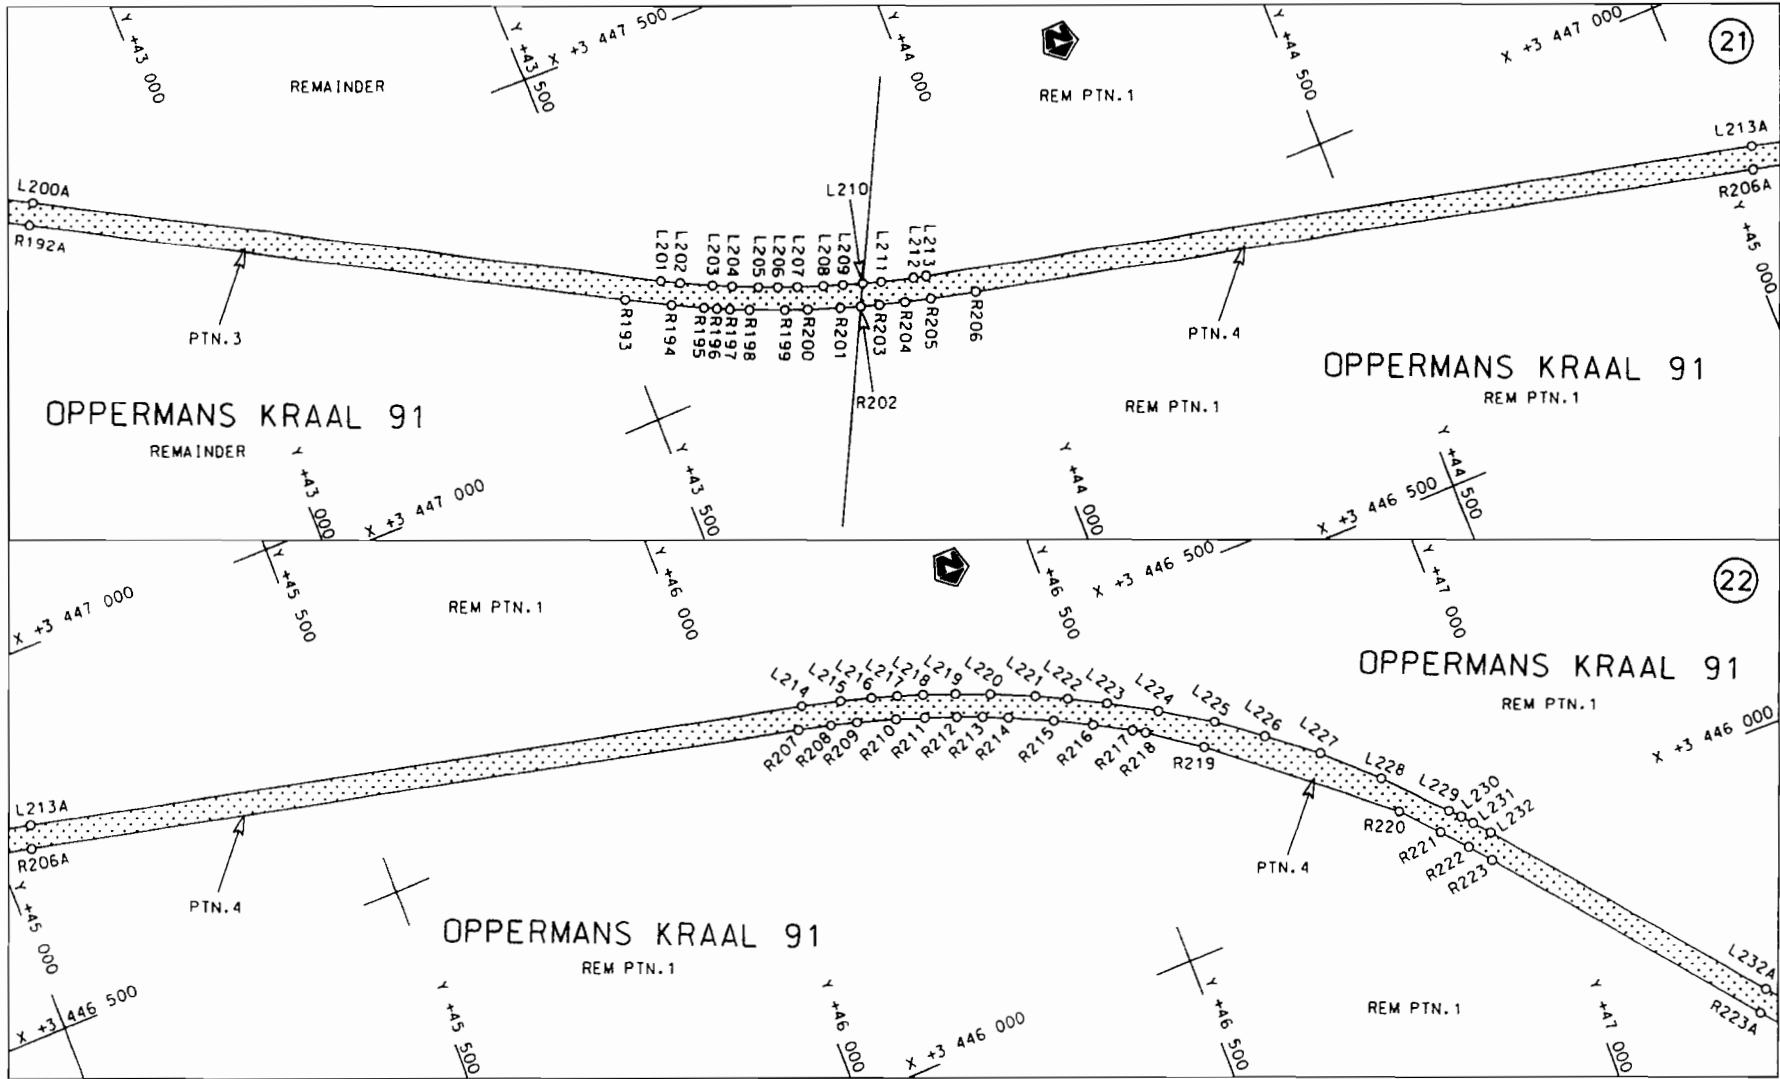 Y +43 000
Y +43 500
X +3 447 500
Y +44 000
N
Y +44 500
X +3 447 000
21
REMAINDER
REM PTN.1
L213A
R206A
L200A
R192A
L210
L201
L202
L203
L204
L205
L206
L207
L208
L209
L211
L212
L213
Y +45 000
R193
R194
R195
R196
R197
R198
R199
R200
R201
R203
R204
R205
R206
R202
PTN.3
PTN.4
OPPERMANS KRAAL 91
REM PTN.1
OPPERMANS KRAAL 91
REMAINDER
REM PTN.1
Y +43 000
X +3 447 000
Y +43 500
Y +44 000
X +3 446 500
Y +44 500
Y +45 500
Y +46 000
N
Y +46 500
X +3 446 500
Y +47 000
22
X +3 447 000
REM PTN.1
OPPERMANS KRAAL 91
REM PTN.1
X +3 446 000
L214
L215
L216
L217
L218
L219
L220
L221
L222
L223
L224
L225
L226
L227
L228
L229
L230
L231
L232
R207
R208
R209
R210
R211
R212
R213
R214
R215
R216
R217
R218
R219
R220
R221
R222
R223
L213A
R206A
PTN.4
PTN.4
Y +45 000
OPPERMANS KRAAL 91
REM PTN.1
L232A
R223A
REM PTN.1
X +3 446 500
Y +45 500
Y +46 000
X +3 446 000
Y +46 500
Y +47 000